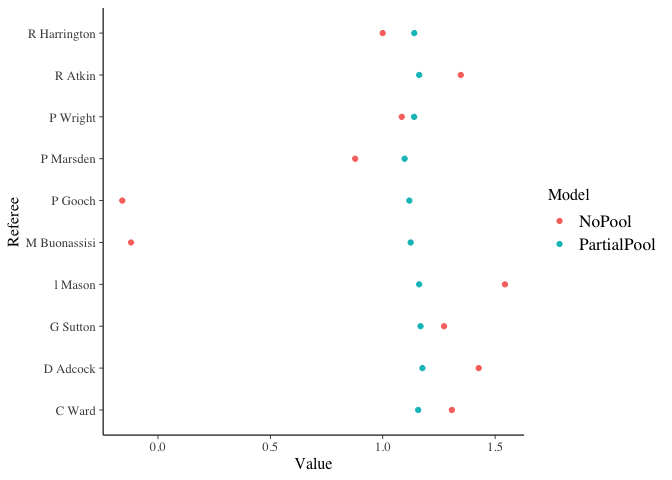 R Harrington
R Atkin
P Wright
P Marsden
P Gooch
M Buonassisi
I Mason
G Sutton
D Adcock
C Ward
Referee
0.0 0.5 1.0 1.5
Value
Model
NoPool
PartialPool